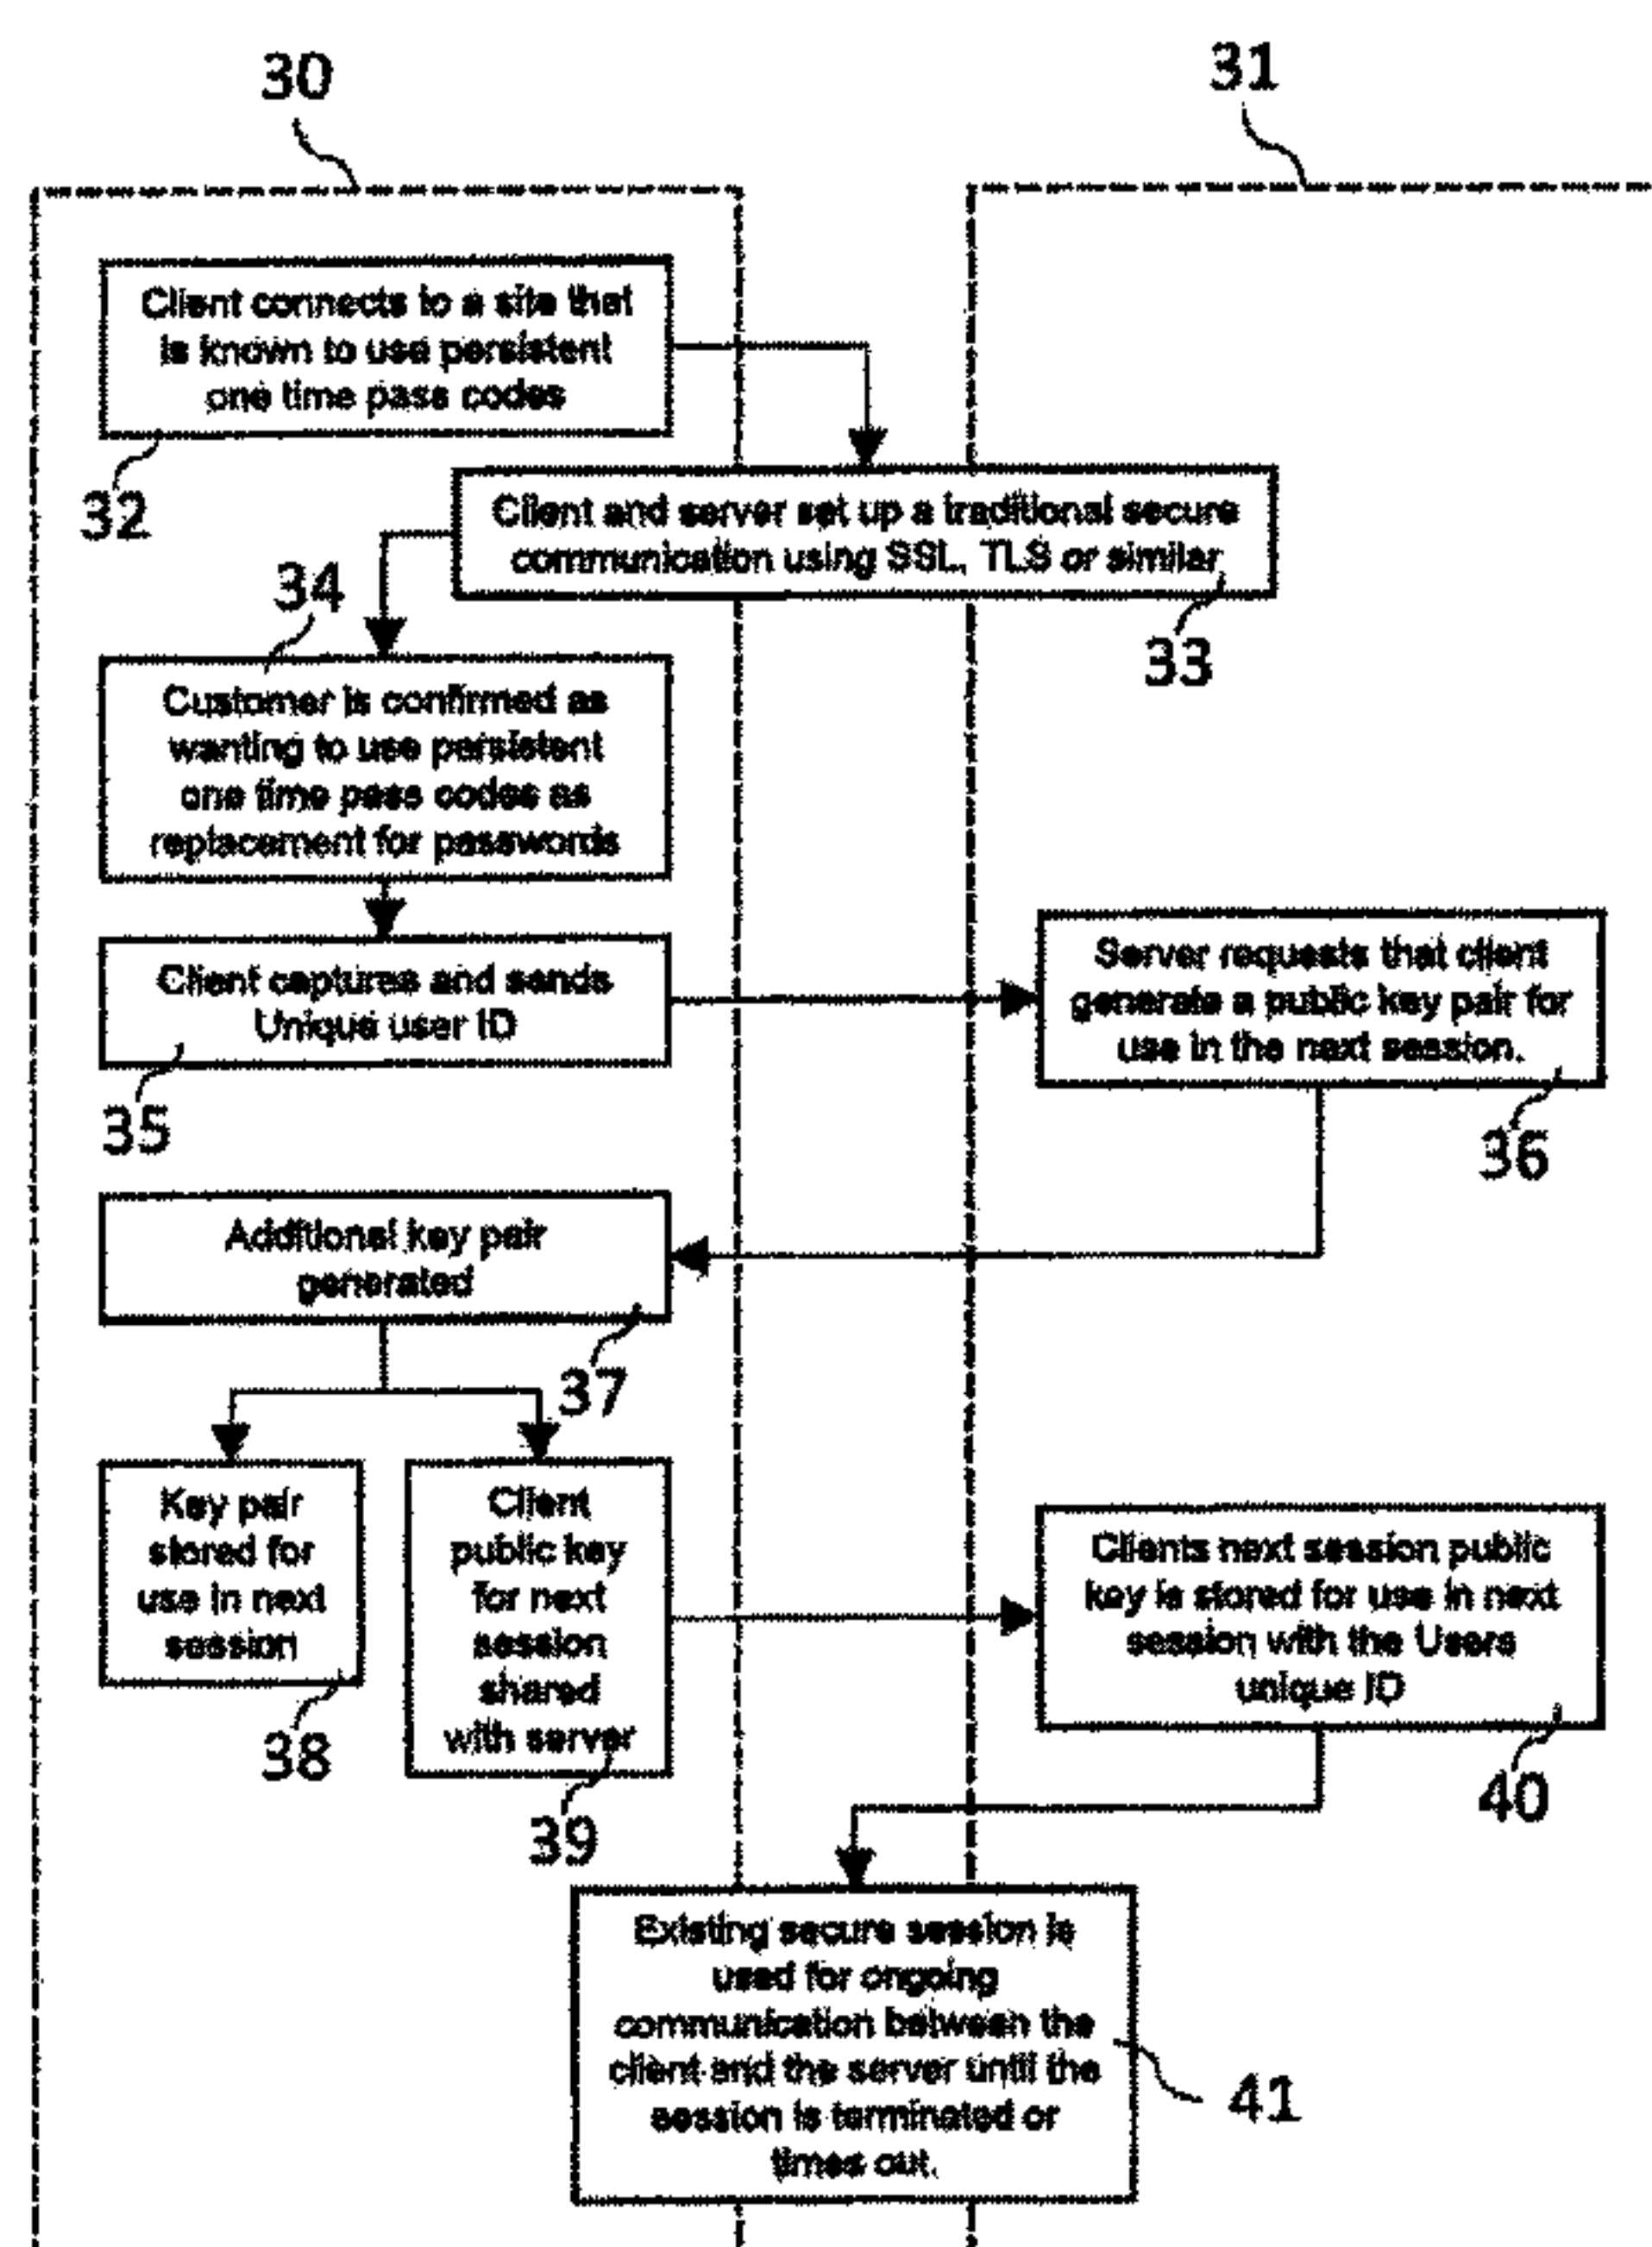 30
31
Client connects to a site that
is known to use persistent
one time pass codes
32
Client and server set up a traditional secure
communication using SSL, TLS or similar
33
34
Customer is confirmed as
wanting to use persistent
one time pass codes as
replacement for passwords
Client captures and sends
Unique user ID
35
Server requests that client
generate a public key pair for
use in the next session.
36
Additional key pair
generated
37
Key pair
stored for
use in next
session
38
Client
public key
for next
session
shared
with server
39
Clients next session public
key is stored for use in next
session with the Users
unique ID
40
Existing secure session is
used for ongoing
communication between the
client and the server until the
session is terminated or
times out.
41